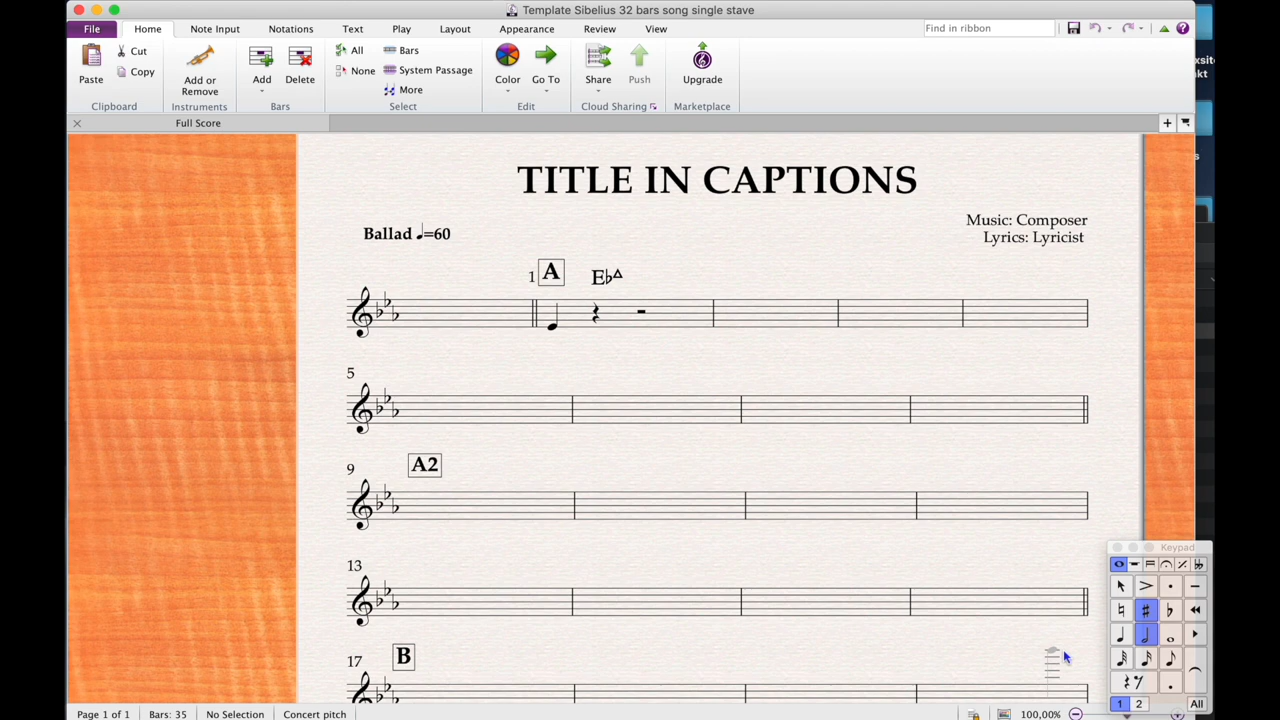 Template Sibelius 32 bars song single stave
File Home Note Input Notations Text Play Layout Appearance Review View Find in ribbon
Paste Cut Copy Clipboard
Add or Remove Instruments
Add Delete Bars
All None Bars System Passage More Select
Color Go To Edit
Share Push Cloud Sharing
Upgrade Marketplace
Full Score
TITLE IN CAPTIONS
Music: Composer
Lyrics: Lyricist
Ballad ♩=60
1 A E♭△
5
9 A2
13
17 B
Keypad
1 2 All
Page 1 of 1 Bars: 35 No Selection Concert pitch 100,00%